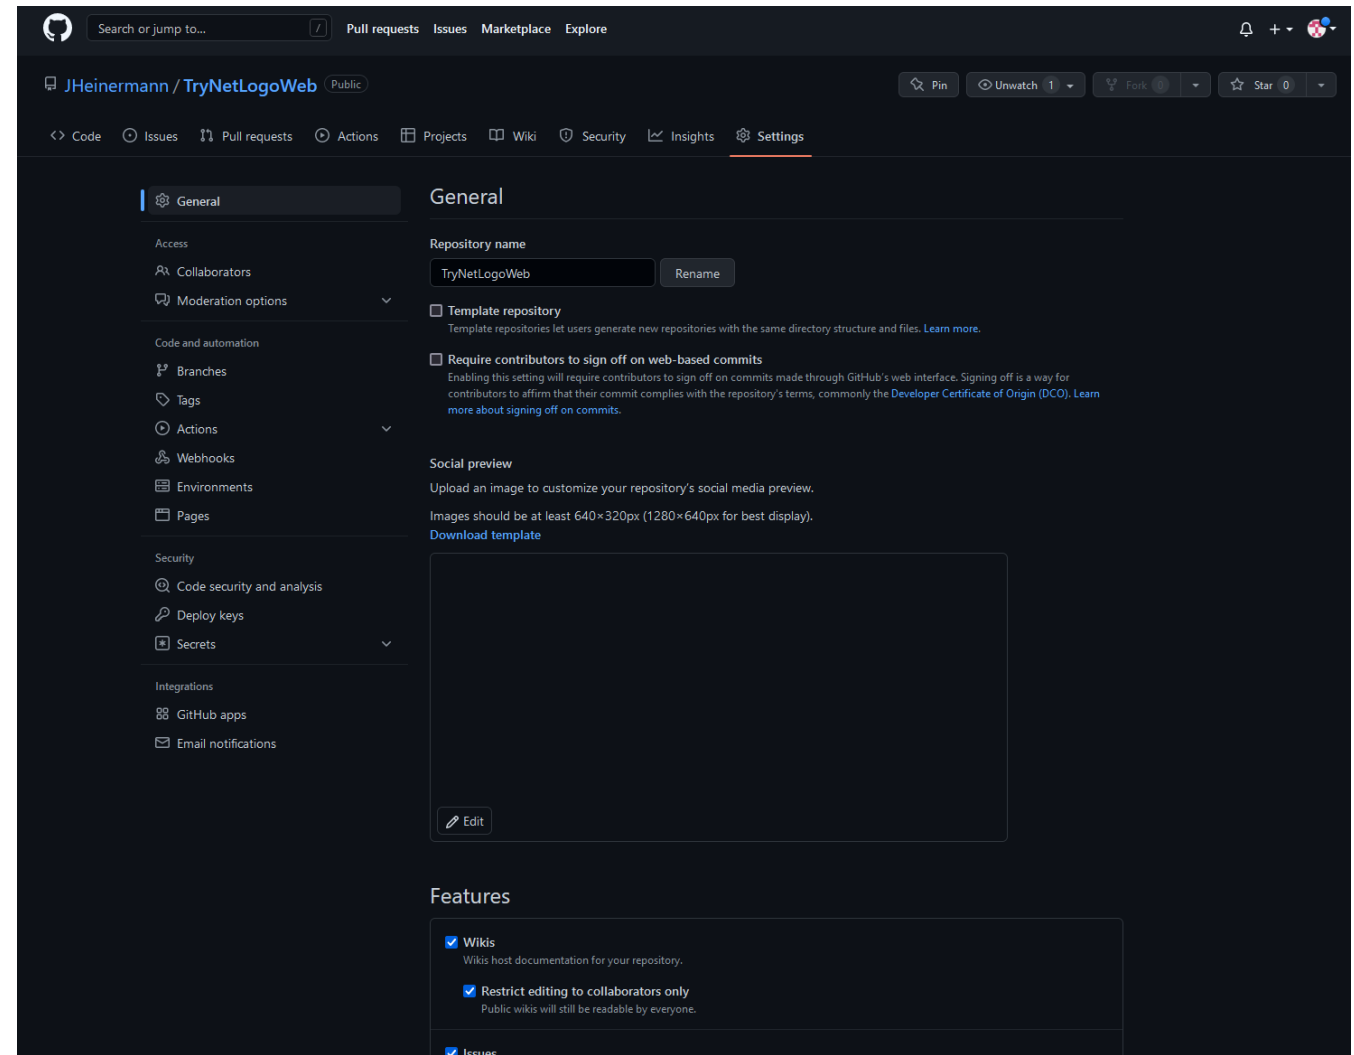 Search or jump to... /
Pull requests Issues Marketplace Explore
JHeinermann / TryNetLogoWeb Public
Pin Unwatch 1 Fork 0 Star 0
Code Issues Pull requests Actions Projects Wiki Security Insights Settings
General
Access
Collaborators
Moderation options
Code and automation
Branches
Tags
Actions
Webhooks
Environments
Pages
Security
Code security and analysis
Deploy keys
Secrets
Integrations
GitHub apps
Email notifications
General
Repository name
TryNetLogoWeb Rename
Template repository
Template repositories let users generate new repositories with the same directory structure and files. Learn more.
Require contributors to sign off on web-based commits
Enabling this setting will require contributors to sign off on commits made through GitHub's web interface. Signing off is a way for
contributors to affirm that their commit complies with the repository's terms, commonly the Developer Certificate of Origin (DCO). Learn
more about signing off on commits.
Social preview
Upload an image to customize your repository's social media preview.
Images should be at least 640×320px (1280×640px for best display).
Download template
Edit
Features
Wikis
Wikis host documentation for your repository.
Restrict editing to collaborators only
Public wikis will still be readable by everyone.
Issues